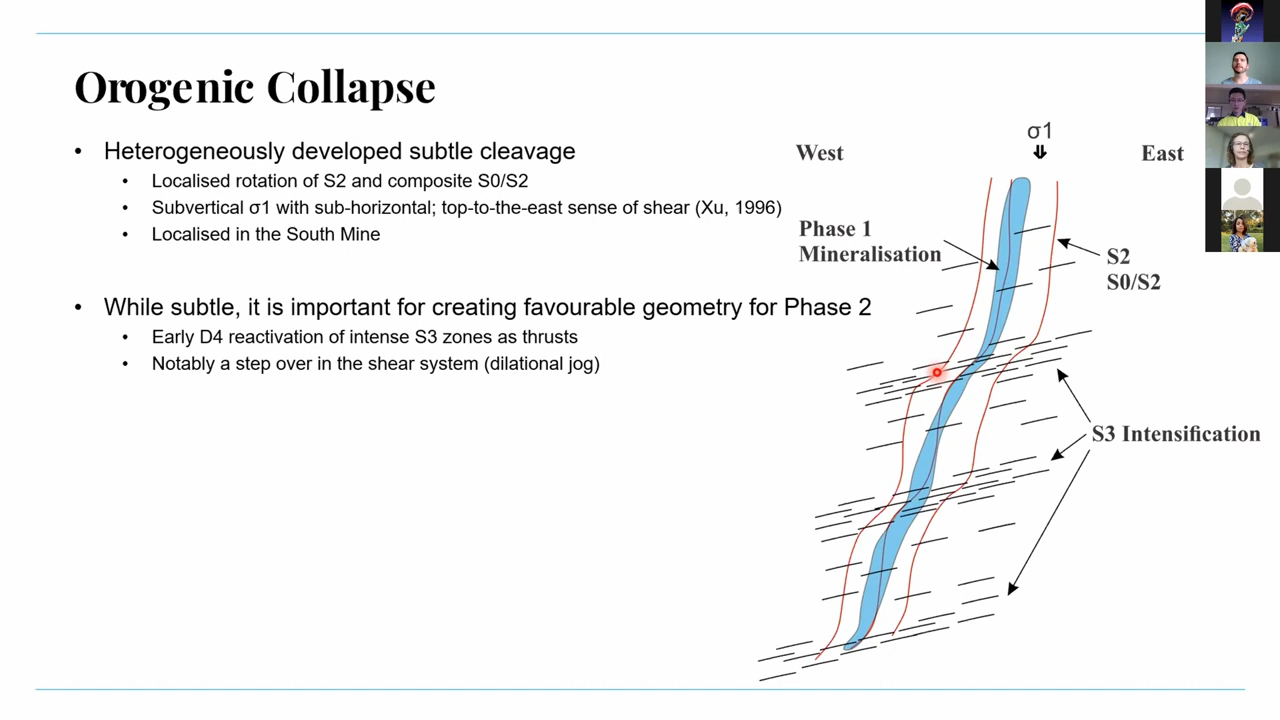 Orogenic Collapse
• Heterogeneously developed subtle cleavage
• Localised rotation of S2 and composite S0/S2
• Subvertical σ1 with sub-horizontal; top-to-the-east sense of shear (Xu, 1996)
• Localised in the South Mine
• While subtle, it is important for creating favourable geometry for Phase 2
• Early D4 reactivation of intense S3 zones as thrusts
• Notably a step over in the shear system (dilational jog)
σ1
West
East
Phase 1
Mineralisation
S2
S0/S2
S3 Intensification